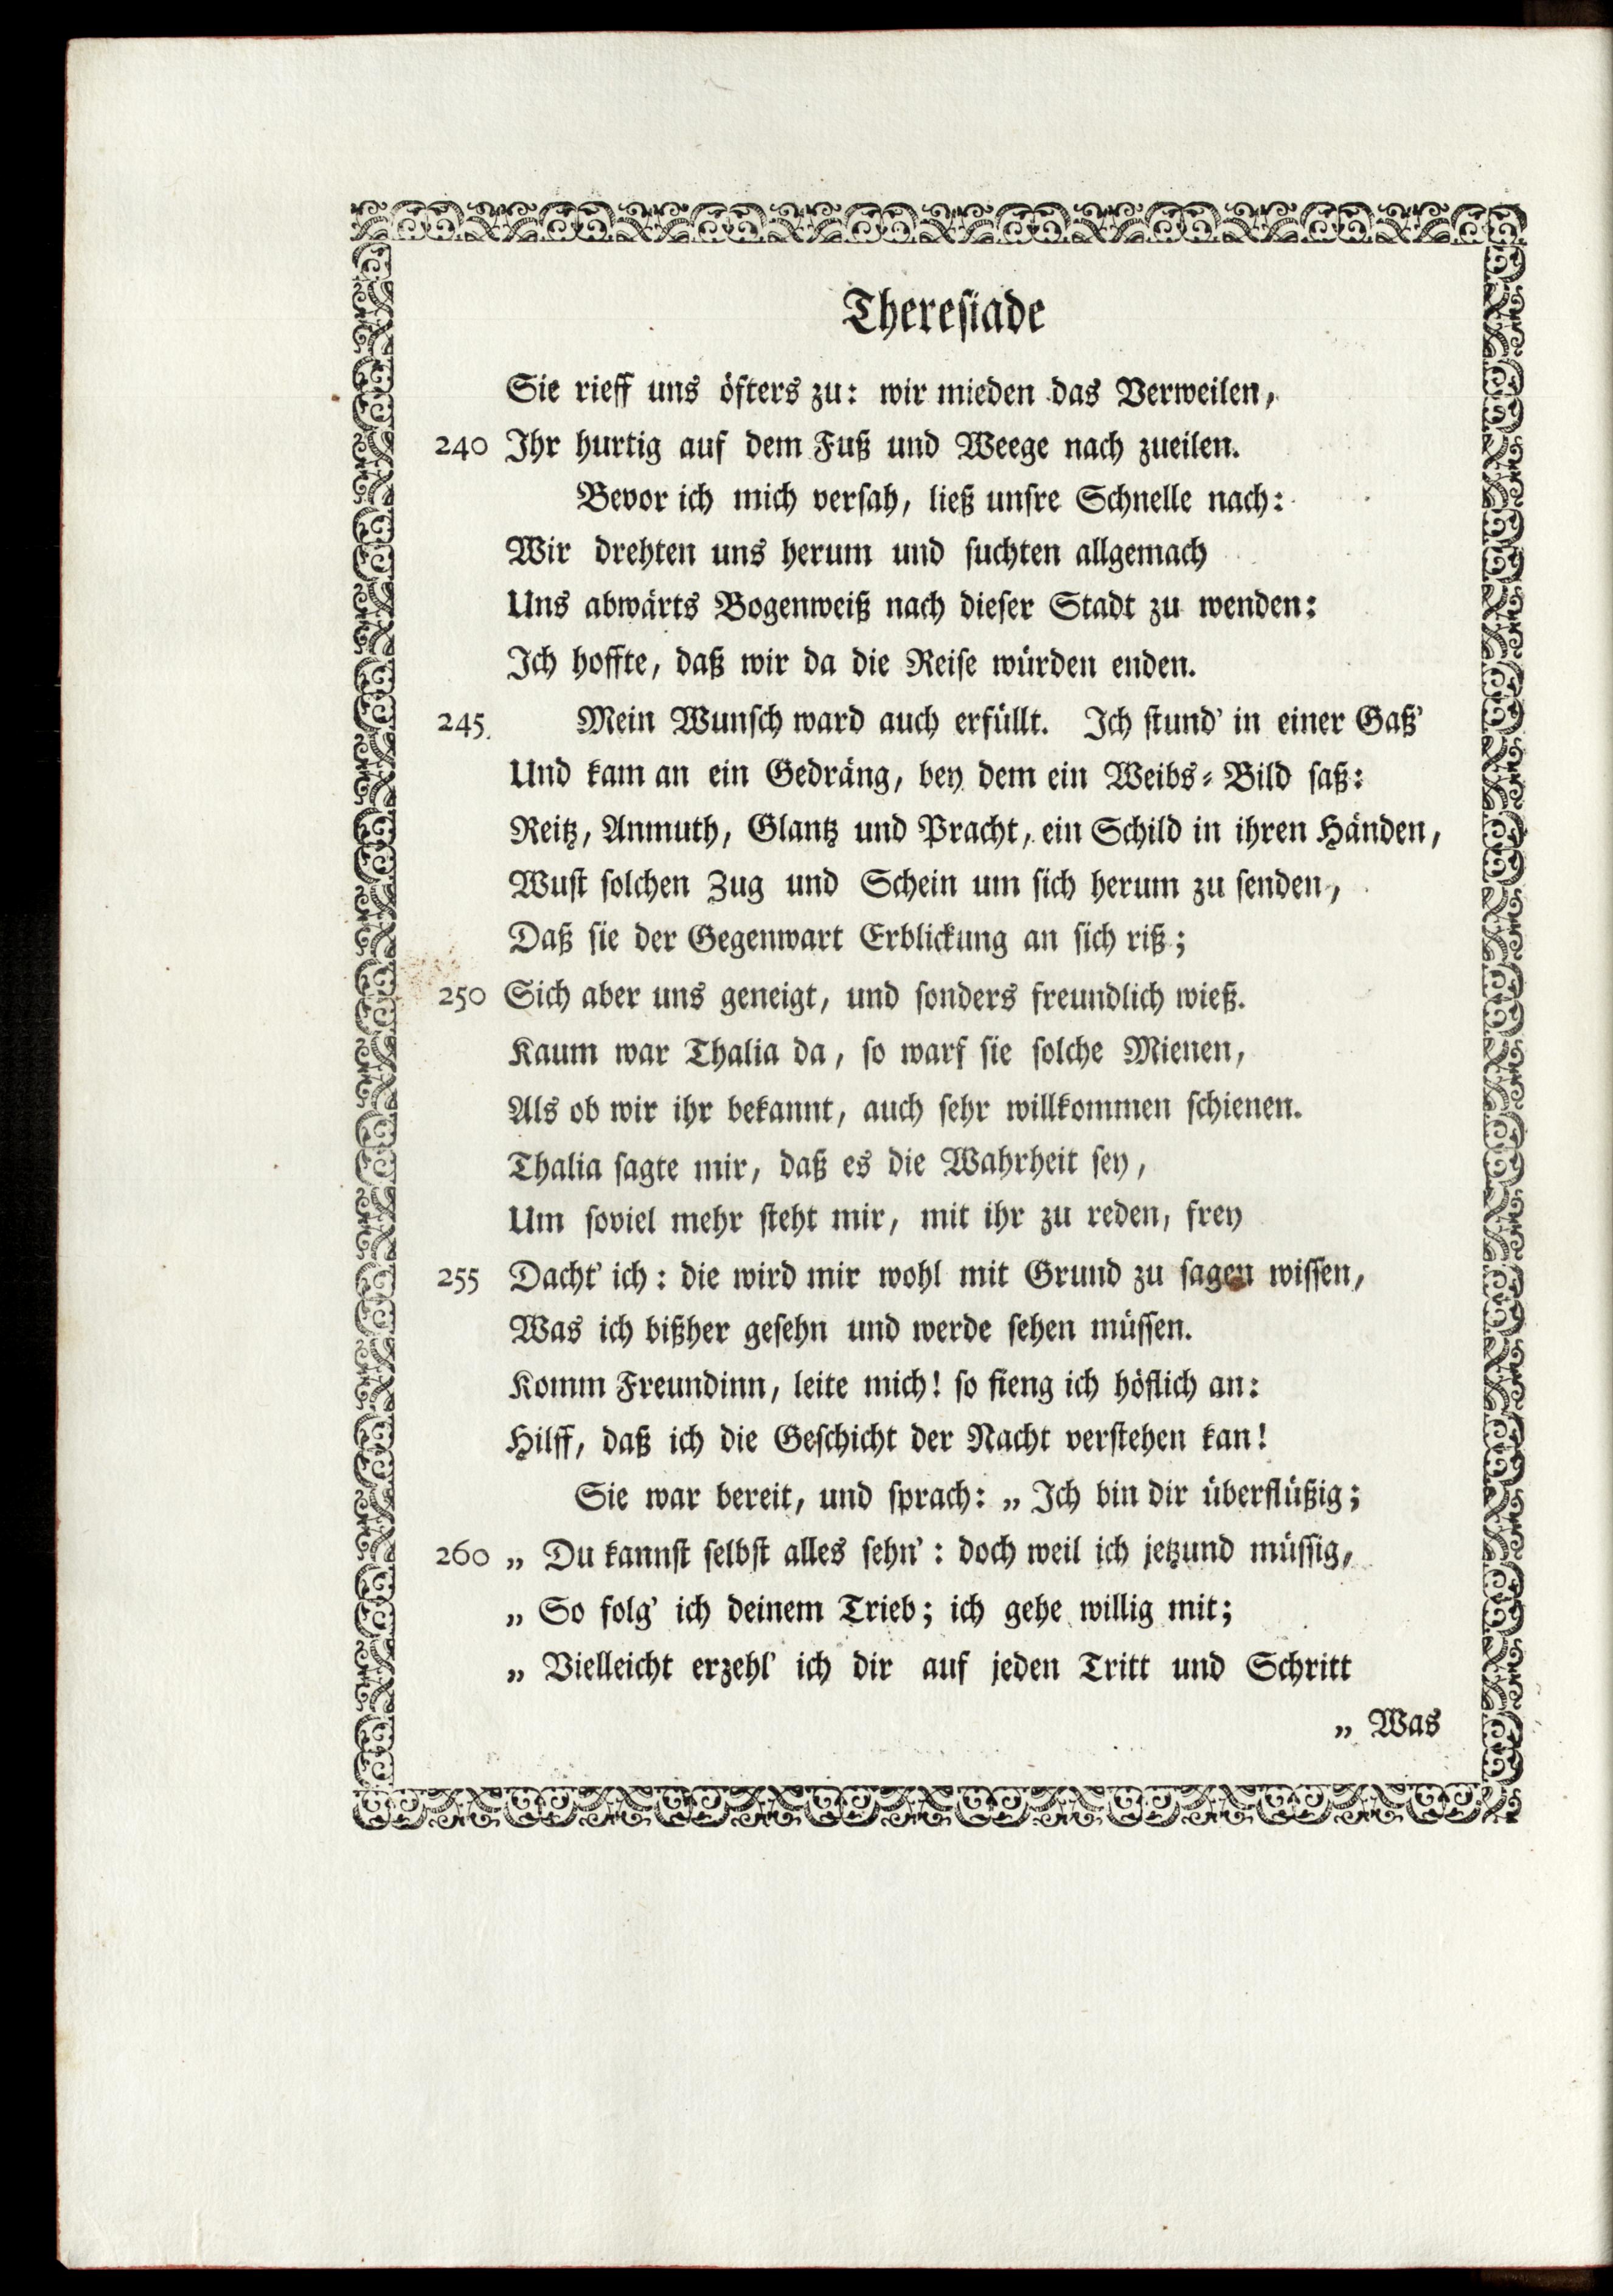 Theresiade
Sie rieff uns öfters zu: wir mieden das Verweilen,
240 Ihr hurtig auf dem Fuß und Weege nach zueilen.
Bevor ich mich versah, ließ unsre Schnelle nach:
Wir drehten uns herum und suchten allgemach
Uns abwärts Bogenweiß nach dieser Stadt zu wenden:
Ich hoffte, daß wir da die Reise würden enden.
245 Mein Wunsch ward auch erfüllt. Ich stund' in einer Gaß'
Und kam an ein Gedräng, bey dem ein Weibs-Bild saß:
Reitz, Anmuth, Glantz und Pracht, ein Schild in ihren Händen,
Wust solchen Zug und Schein um sich herum zu senden,
Daß sie der Gegenwart Erblickung an sich riß;
250 Sich aber uns geneigt, und sonders freundlich wieß.
Kaum war Thalia da, so warf sie solche Mienen,
Als ob wir ihr bekannt, auch sehr willkommen schienen.
Thalia sagte mir, daß es die Wahrheit sey,
Um soviel mehr steht mir, mit ihr zu reden, frey
255 Dacht' ich: die wird mir wohl mit Grund zu sagen wissen,
Was ich bißher gesehn und werde sehen müssen.
Komm Freundinn, leite mich! so fieng ich höflich an:
Hilff, daß ich die Geschicht der Nacht verstehen kan!
Sie war bereit, und sprach: „ Ich bin dir überflüßig;
260 „ Du kannst selbst alles sehn': doch weil ich jetzund müssig,
„ So folg' ich deinem Trieb; ich gehe willig mit;
„ Vielleicht erzehl' ich dir auf jeden Tritt und Schritt
„ Was